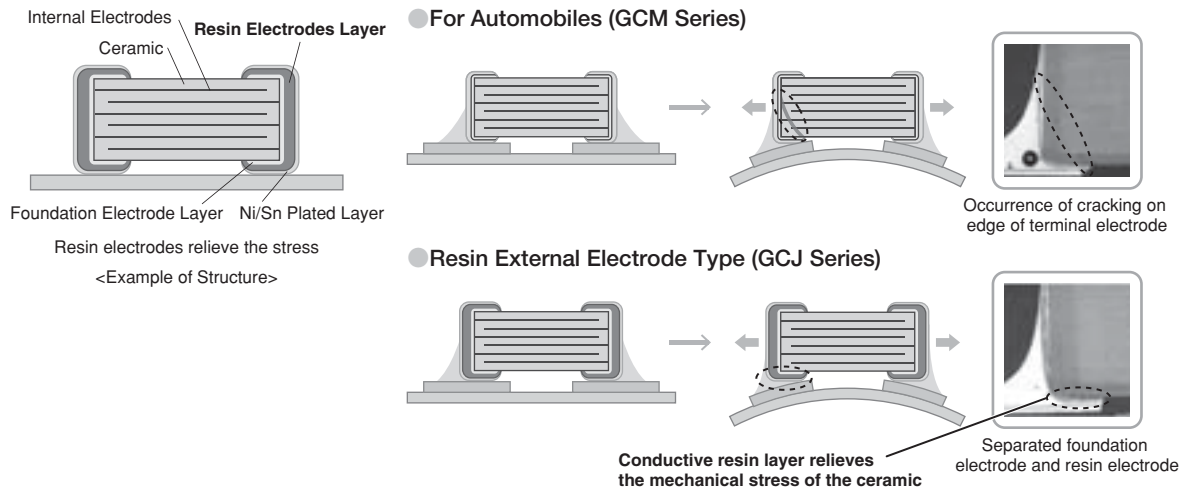 Internal Electrodes
Resin Electrodes Layer
Ceramic
Foundation Electrode Layer
Ni/Sn Plated Layer
Resin electrodes relieve the stress
<Example of Structure>
For Automobiles (GCM Series)
Occurrence of cracking on
edge of terminal electrode
Resin External Electrode Type (GCJ Series)
Conductive resin layer relieves
the mechanical stress of the ceramic
Separated foundation
electrode and resin electrode